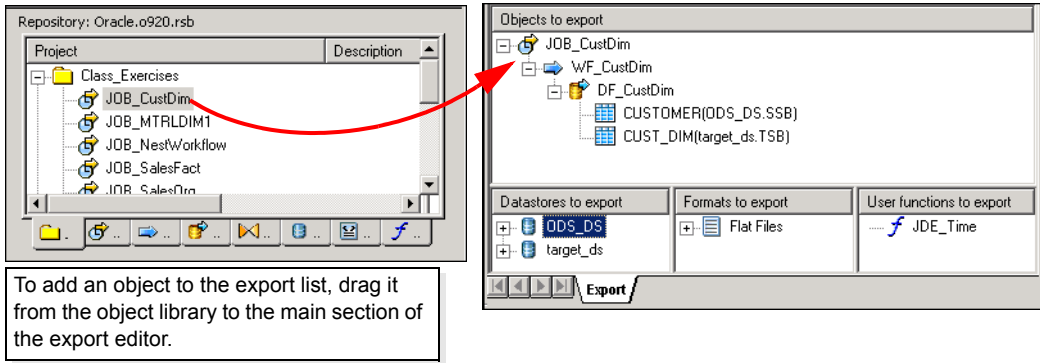 Repository: Oracle.o920.rsb
Project Description
Class_Exercises
JOB_CustDim
JOB_MTRLDIM1
JOB_NestWorkflow
JOB_SalesFact
JOB_SalesOrg
To add an object to the export list, drag it
from the object library to the main section of
the export editor.
Objects to export
JOB_CustDim
WF_CustDim
DF_CustDim
CUSTOMER(ODS_DS.SSB)
CUST_DIM(target_ds.TSB)
Datastores to export
ODS_DS
target_ds
Formats to export
Flat Files
User functions to export
JDE_Time
Export